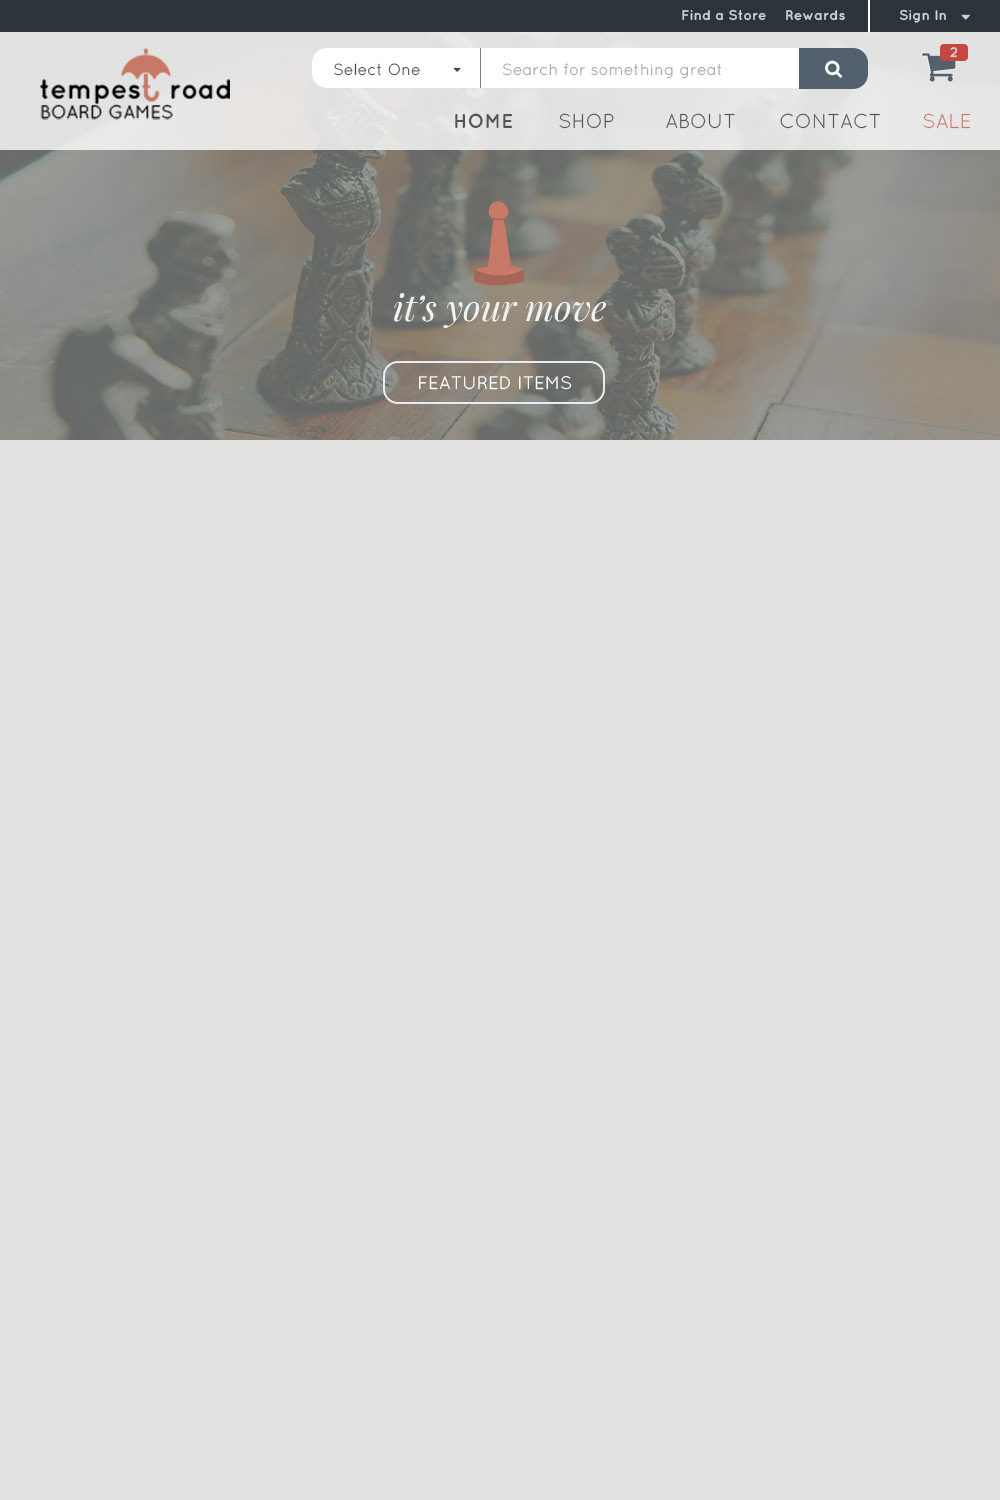 Find a Store Rewards Sign In
tempest road
BOARD GAMES
Select One Search for something great
2
HOME SHOP ABOUT CONTACT SALE
it's your move
FEATURED ITEMS